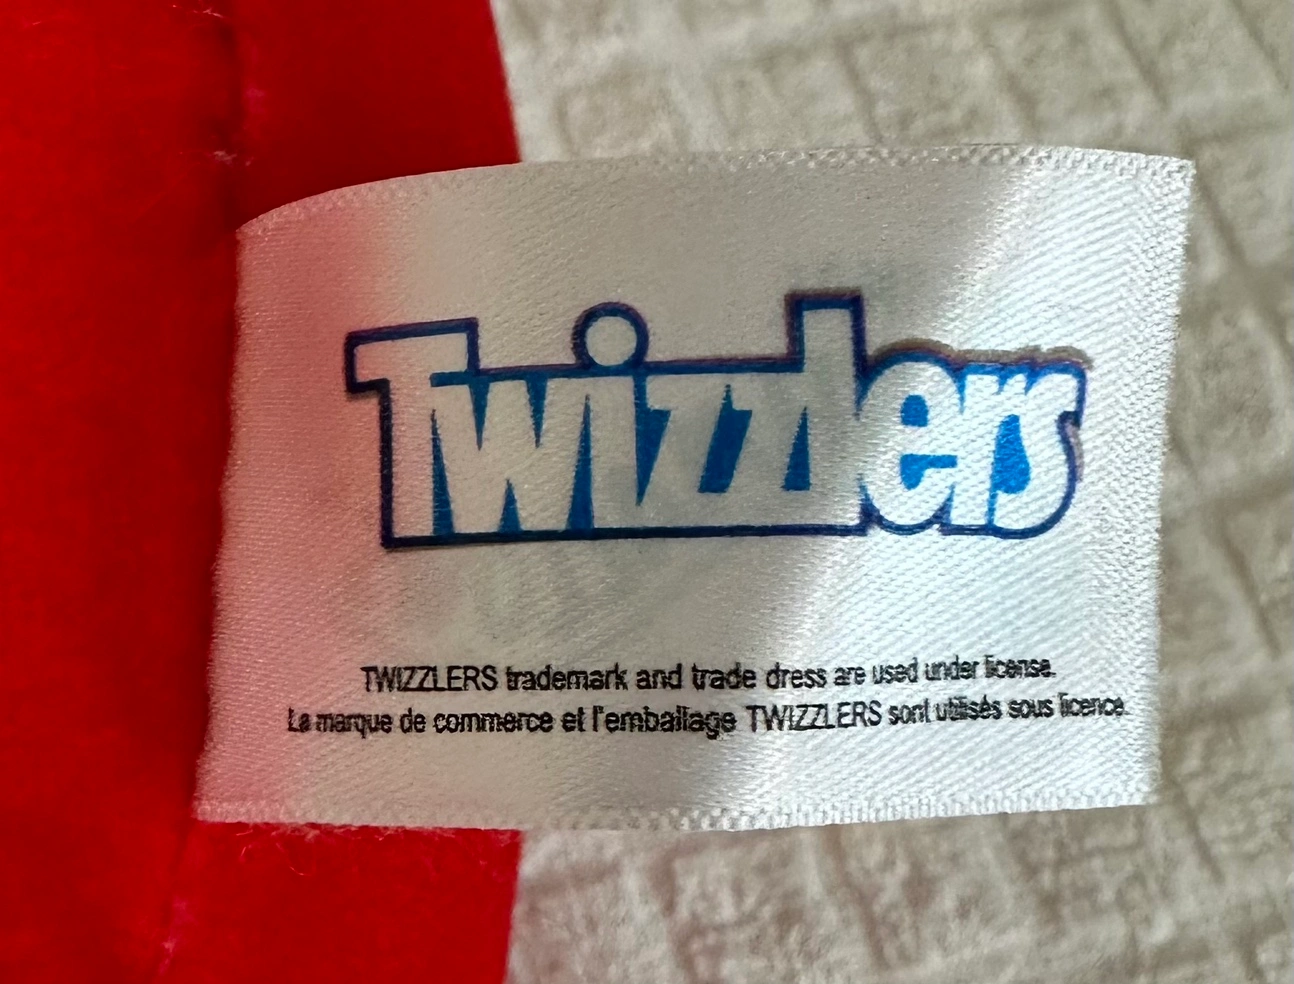 Twizzlers
TWIZZLERS trademark and trade dress are used under license.
La marque de commerce et l'emballage TWIZZLERS sont utilisés sous licence.